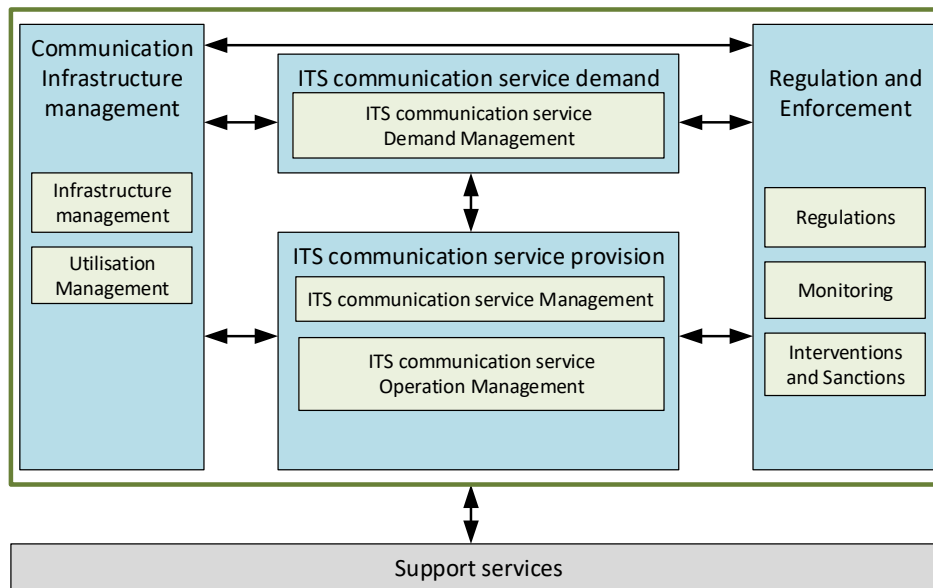 Communication
Infrastructure
management
Infrastructure
management
Utilisation
Management
ITS communication service demand
ITS communication service
Demand Management
ITS communication service provision
ITS communication service Management
ITS communication service
Operation Management
Regulation and
Enforcement
Regulations
Monitoring
Interventions
and Sanctions
Support services